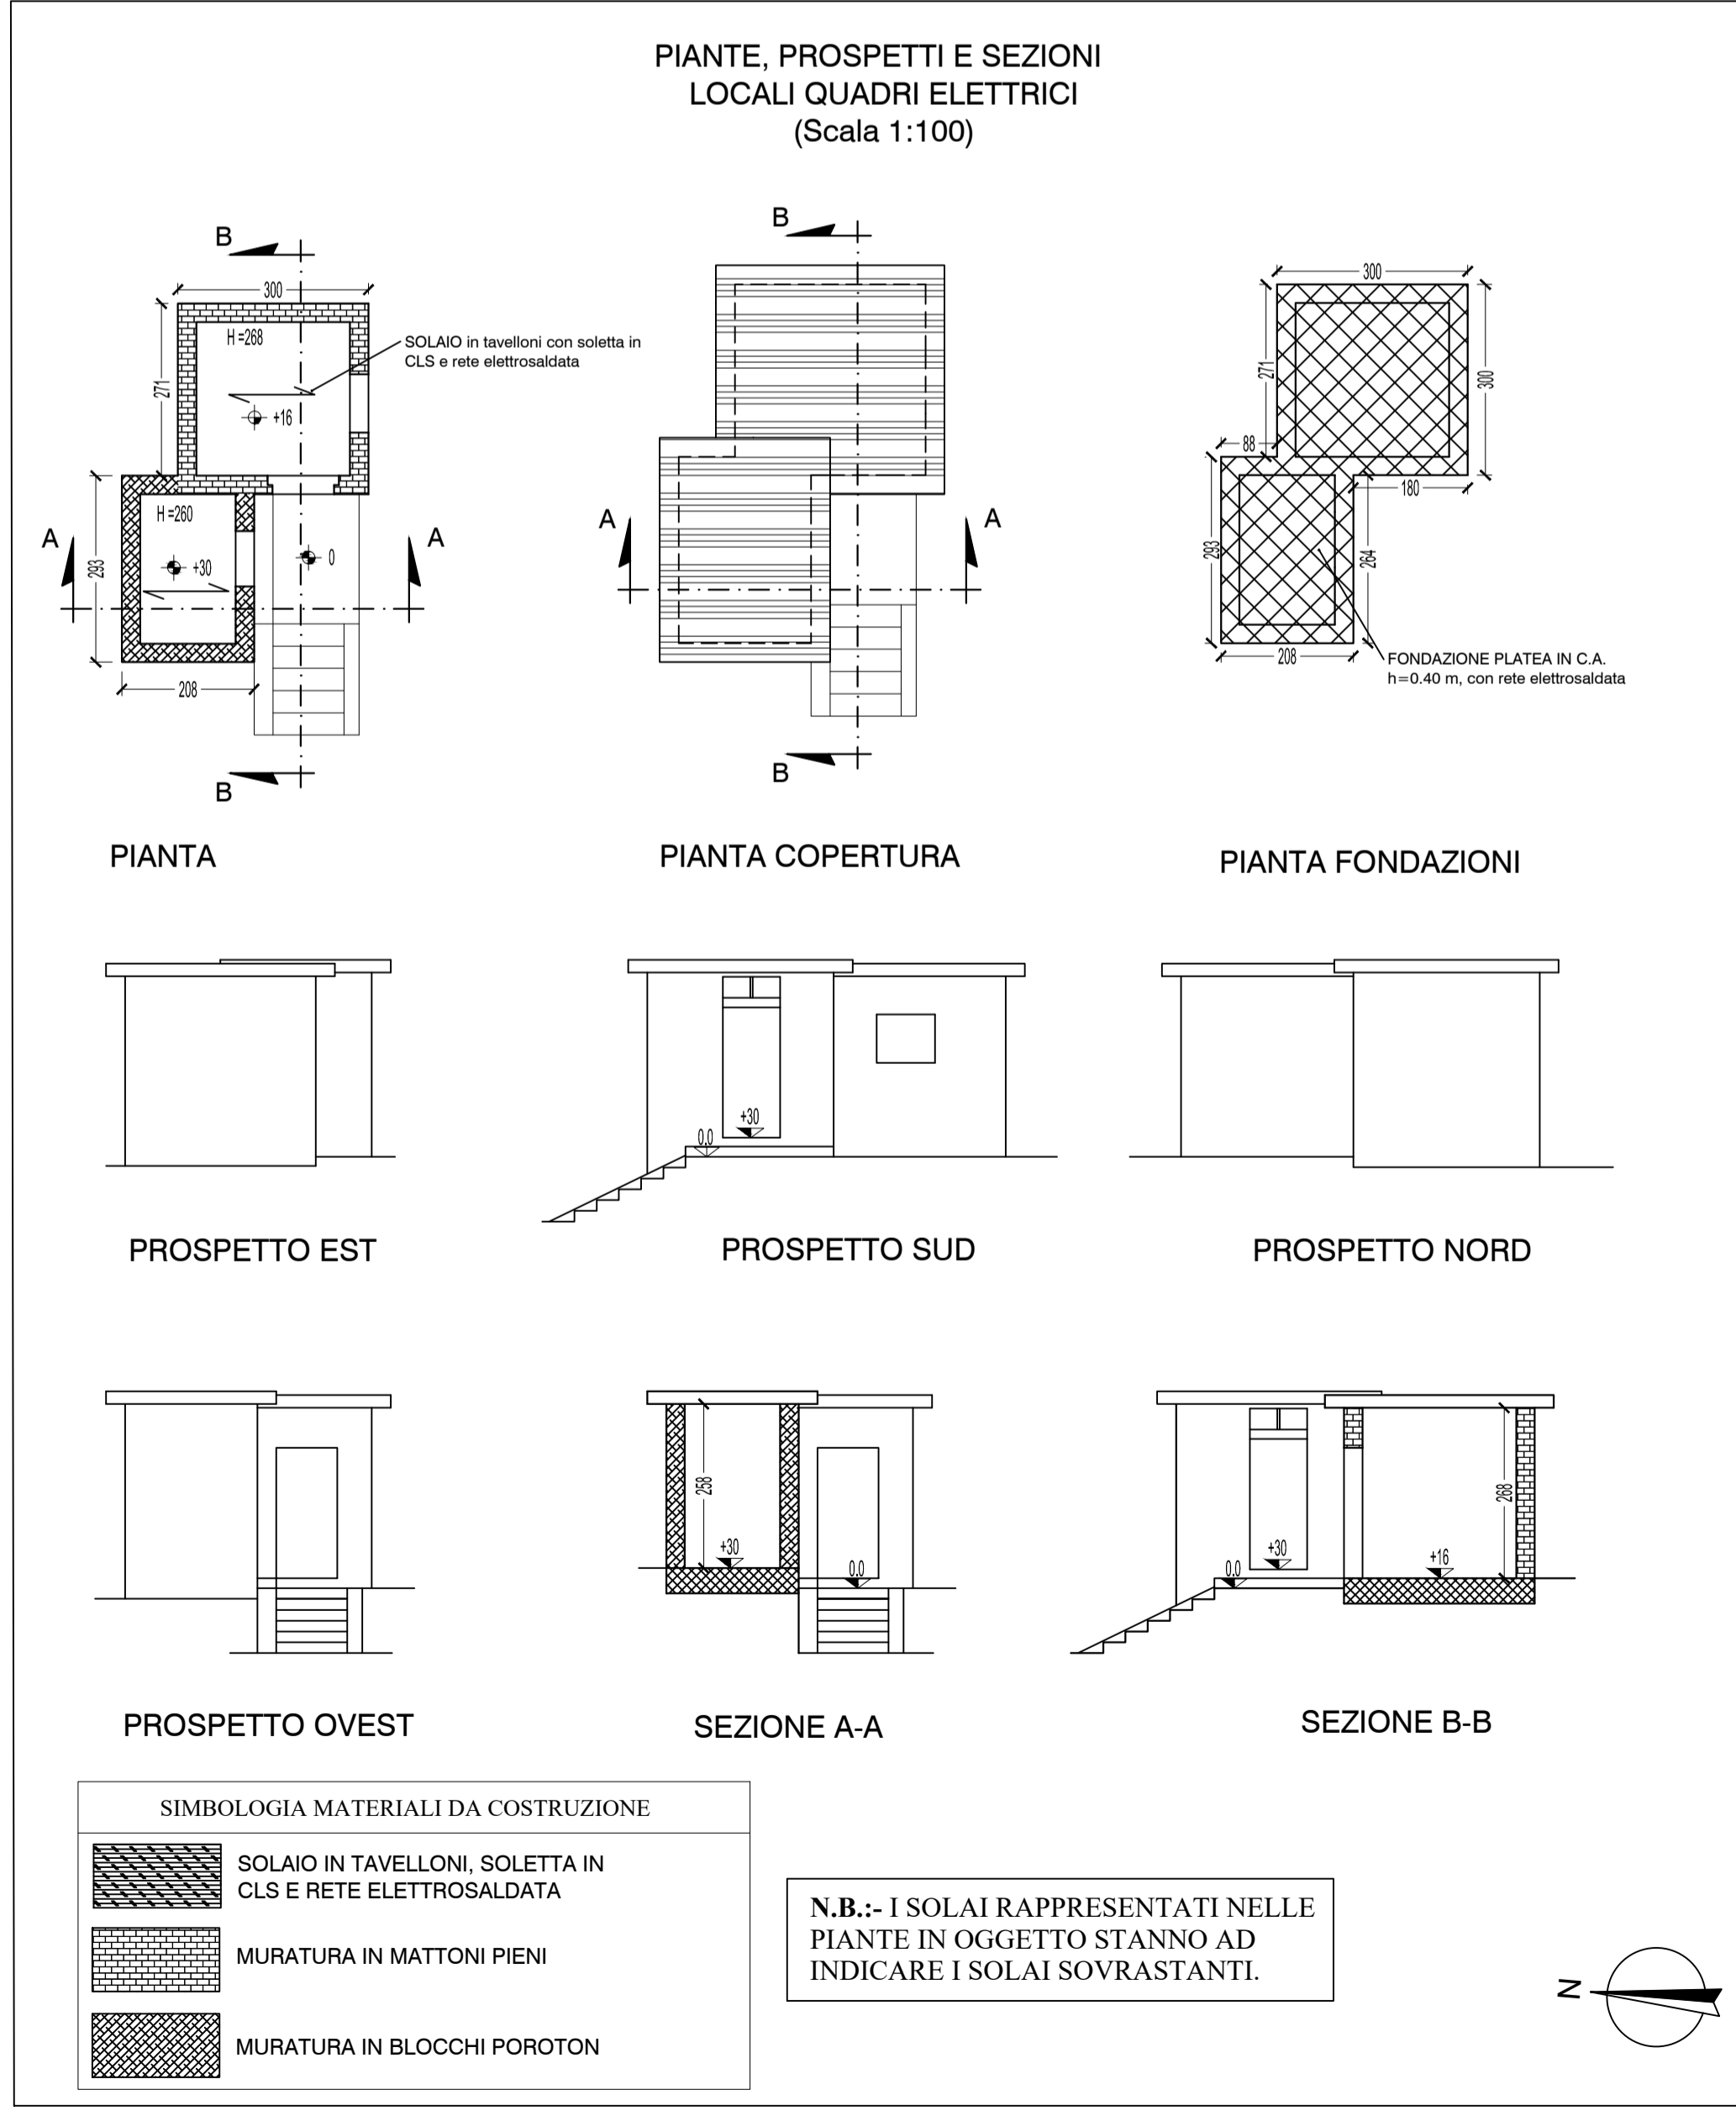 PIANTE, PROSPETTI E SEZIONI
LOCALI QUADRI ELETTRICI
(Scala 1:100)
B
300
H =268
SOLAIO in tavelloni con soletta in
CLS e rete elettrosaldata
271
+16
H =260
A
A
293
+30
0
208
B
PIANTA
B
A
A
B
PIANTA COPERTURA
300
271
300
88
180
293
264
208
FONDAZIONE PLATEA IN C.A.
h=0.40 m, con rete elettrosaldata
PIANTA FONDAZIONI
PROSPETTO EST
+30
0.0
PROSPETTO SUD
PROSPETTO NORD
PROSPETTO OVEST
258
+30
0.0
SEZIONE A-A
268
+30
0.0
+16
SEZIONE B-B
SIMBOLOGIA MATERIALI DA COSTRUZIONE
SOLAIO IN TAVELLONI, SOLETTA IN
CLS E RETE ELETTROSALDATA
MURATURA IN MATTONI PIENI
MURATURA IN BLOCCHI POROTON
N.B.:- I SOLAI RAPPRESENTATI NELLE
PIANTE IN OGGETTO STANNO AD
INDICARE I SOLAI SOVRASTANTI.
N